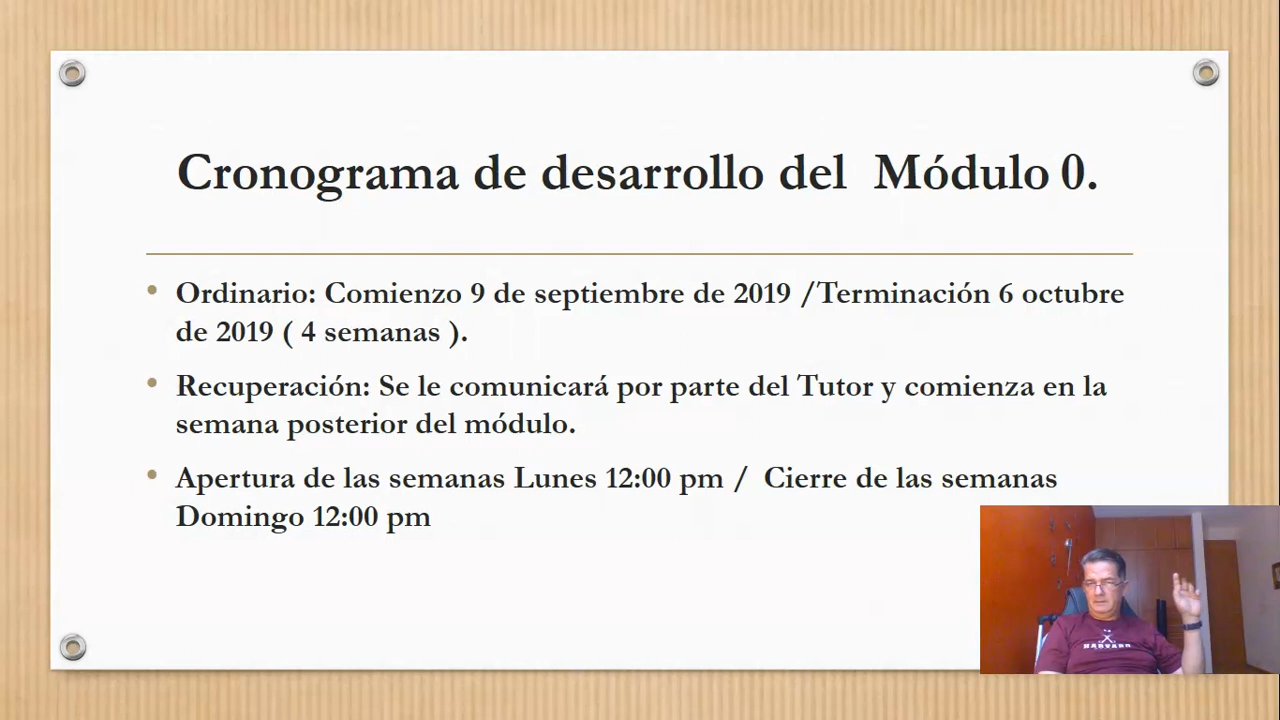 Cronograma de desarrollo del Módulo 0.
• Ordinario: Comienzo 9 de septiembre de 2019 /Terminación 6 octubre
de 2019 ( 4 semanas ).
• Recuperación: Se le comunicará por parte del Tutor y comienza en la
semana posterior del módulo.
• Apertura de las semanas Lunes 12:00 pm / Cierre de las semanas
Domingo 12:00 pm
HARVARD